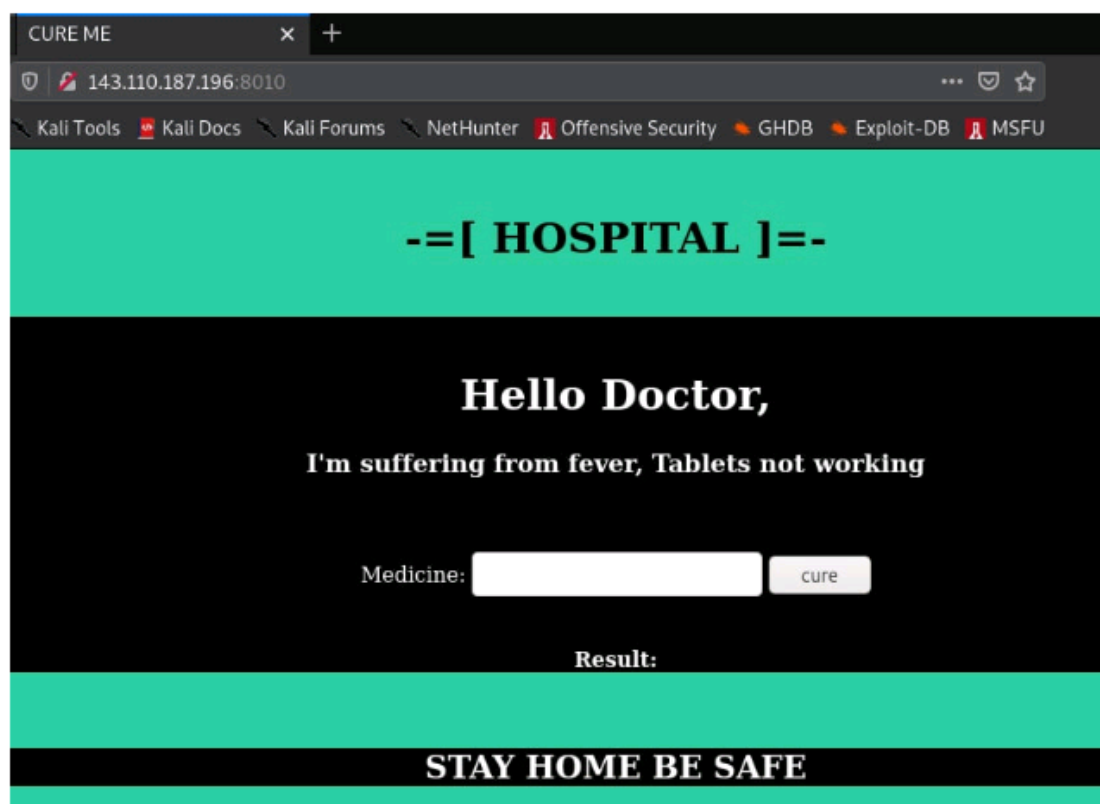 CURE ME × +
143.110.187.196:8010 ...
Kali Tools Kali Docs Kali Forums NetHunter Offensive Security GHDB Exploit-DB MSFU
-=[ HOSPITAL ]=-
Hello Doctor,
I'm suffering from fever, Tablets not working
Medicine: cure
Result:
STAY HOME BE SAFE